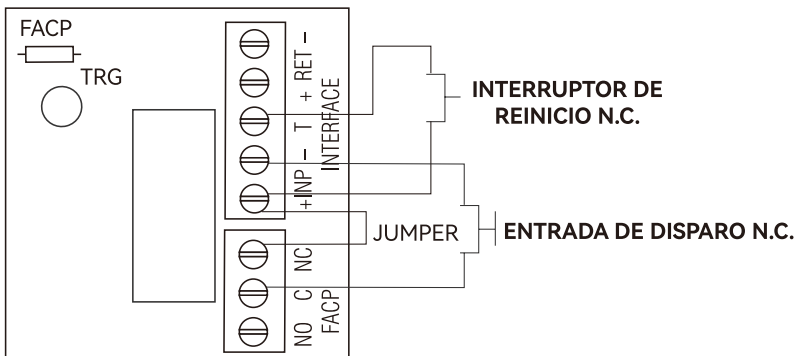 FACP
TRG
+ RET –
T
+INP –
INTERFACE
INTERRUPTOR DE
REINICIO N.C.
JUMPER
ENTRADA DE DISPARO N.C.
NO C NC
FACP